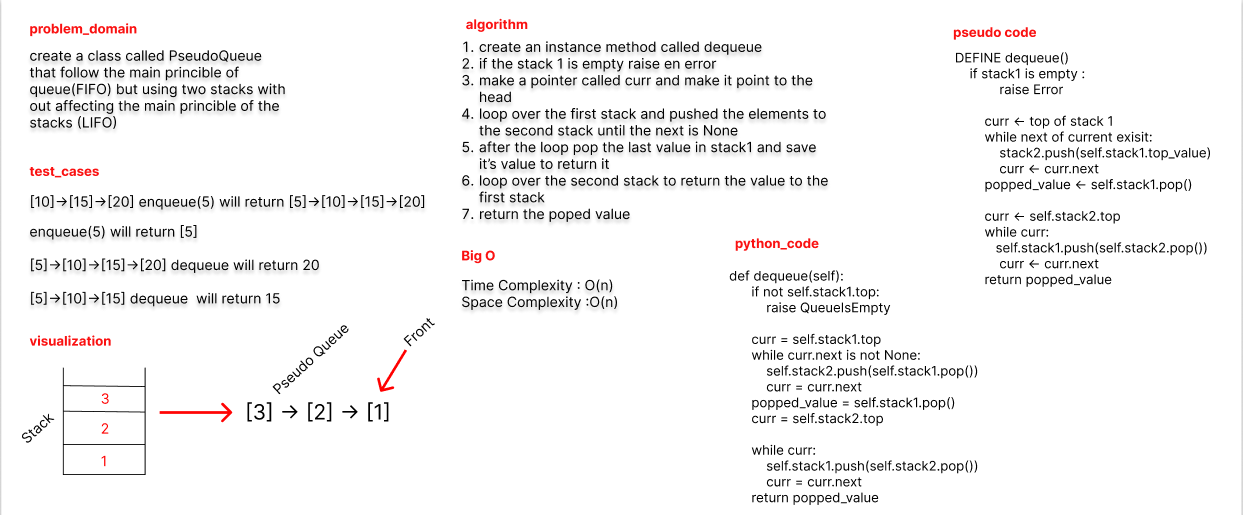 problem_domain
create a class called PseudoQueue
that follow the main princible of
queue(FIFO) but using two stacks with
out affecting the main principle of the
stacks (LIFO)
test_cases
[10]→[15]→[20] enqueue(5) will return [5]→[10]→[15]→[20]
enqueue(5) will return [5]
[5]→[10]→[15]→[20] dequeue will return 20
[5]→[10]→[15] dequeue will return 15
visualization
Stack
3
2
1
Pseudo Queue
[3] → [2] → [1]
Front
algorithm
1. create an instance method called dequeue
2. if the stack 1 is empty raise en error
3. make a pointer called curr and make it point to the
head
4. loop over the first stack and pushed the elements to
the second stack until the next is None
5. after the loop pop the last value in stack1 and save
it's value to return it
6. loop over the second stack to return the value to the
first stack
7. return the poped value
Big O
Time Complexity : O(n)
Space Complexity :O(n)
python_code
def dequeue(self):
if not self.stack1.top:
raise QueueIsEmpty
curr = self.stack1.top
while curr.next is not None:
self.stack2.push(self.stack1.pop())
curr = curr.next
popped_value = self.stack1.pop()
curr = self.stack2.top
while curr:
self.stack1.push(self.stack2.pop())
curr = curr.next
return popped_value
pseudo code
DEFINE dequeue()
if stack1 is empty :
raise Error
curr ← top of stack 1
while next of current exisit:
stack2.push(self.stack1.top_value)
curr ← curr.next
popped_value ← self.stack1.pop()
curr ← self.stack2.top
while curr:
self.stack1.push(self.stack2.pop())
curr ← curr.next
return popped_value